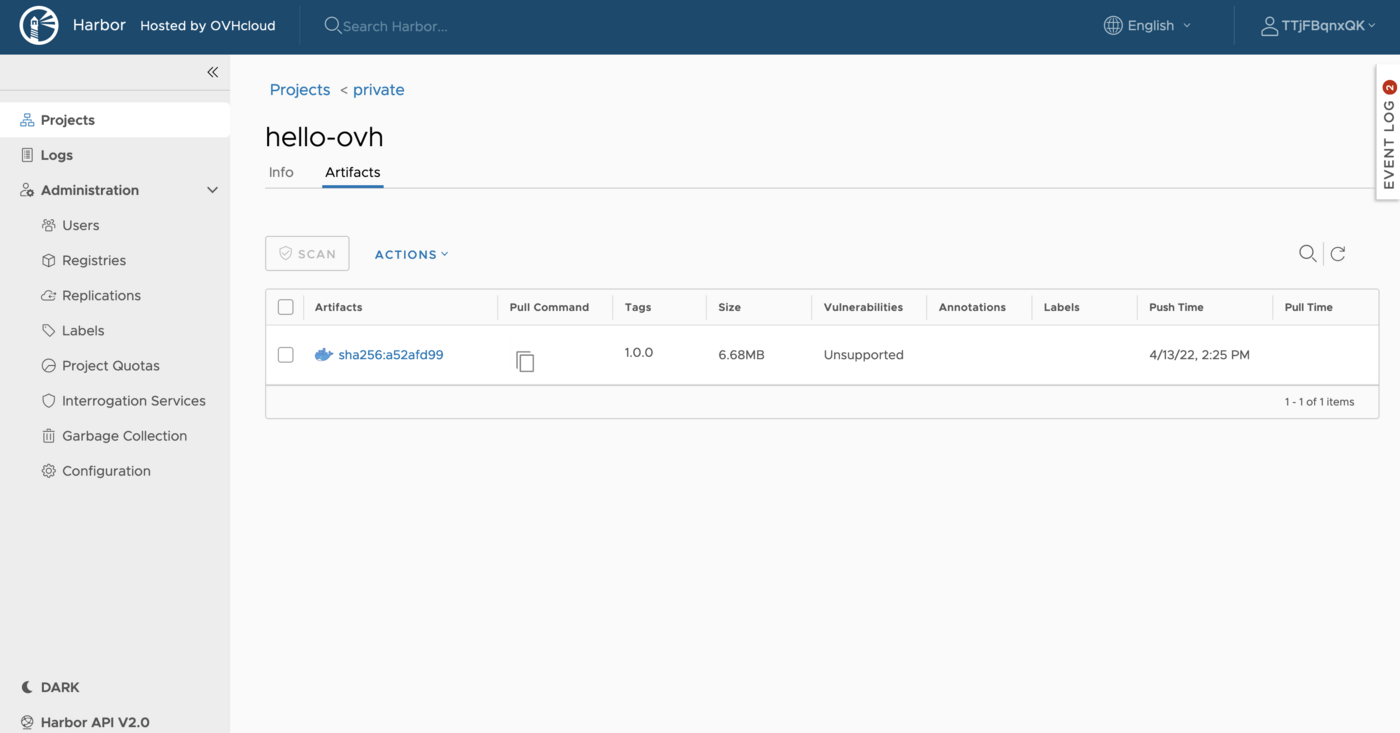 Harbor Hosted by OVHcloud Search Harbor... English TTjFBqnxQK
EVENT LOG 2
Projects
Logs
Administration
Users
Registries
Replications
Labels
Project Quotas
Interrogation Services
Garbage Collection
Configuration
DARK
Harbor API V2.0
Projects < private
hello-ovh
Info Artifacts
SCAN ACTIONS
Artifacts Pull Command Tags Size Vulnerabilities Annotations Labels Push Time Pull Time
sha256:a52afd99 1.0.0 6.68MB Unsupported 4/13/22, 2:25 PM
1 - 1 of 1 items